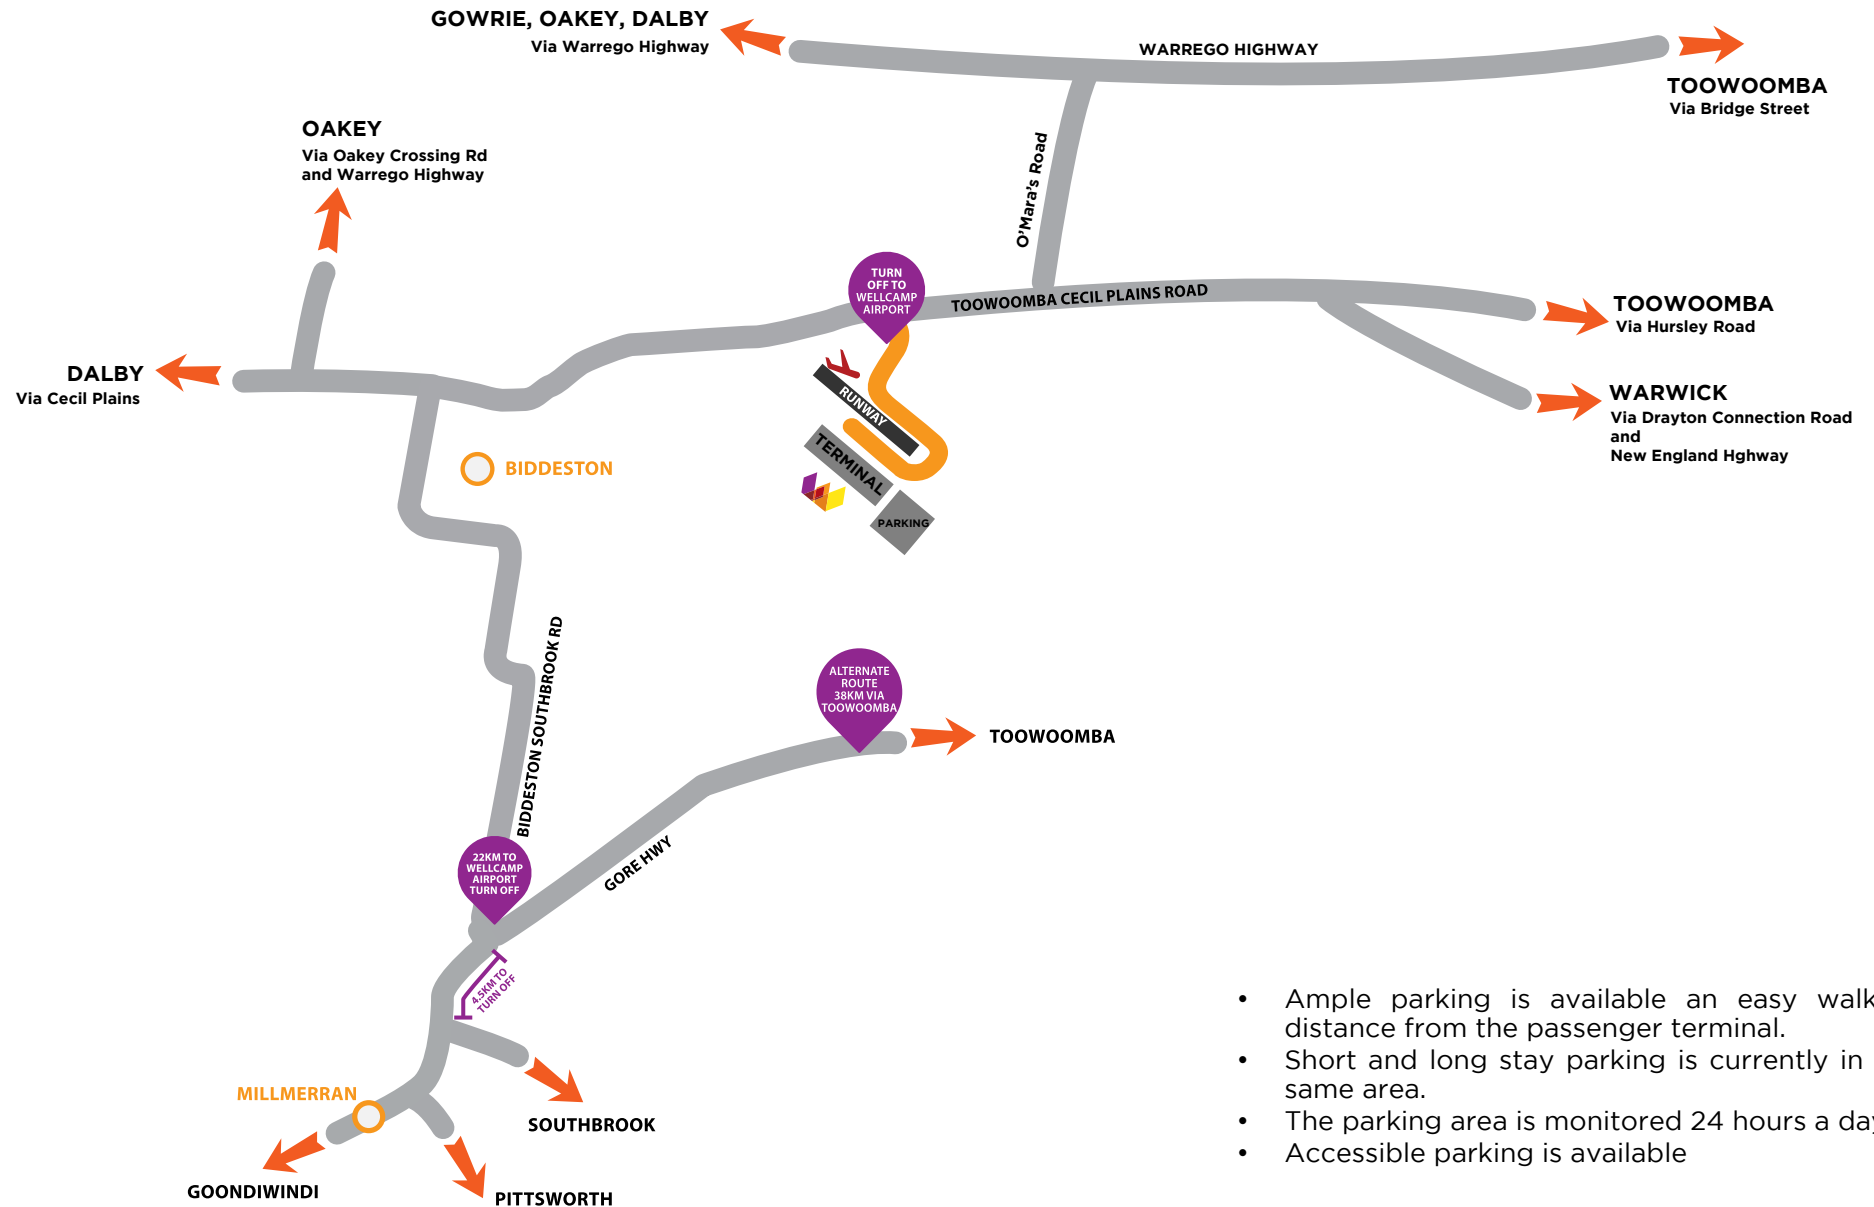 GOWRIE, OAKEY, DALBY
Via Warrego Highway
WARREGO HIGHWAY
TOOWOOMBA
Via Bridge Street
OAKEY
Via Oakey Crossing Rd
and Warrego Highway
O'Mara's Road
TURN
OFF TO
WELLCAMP
AIRPORT
TOOWOOMBA CECIL PLAINS ROAD
TOOWOOMBA
Via Hursley Road
DALBY
Via Cecil Plains
WARWICK
Via Drayton Connection Road
and
New England Hghway
RUNWAY
TERMINAL
PARKING
BIDDESTON
BIDDESTON SOUTHBROOK RD
ALTERNATE
ROUTE
38KM VIA
TOOWOOMBA
TOOWOOMBA
GORE HWY
22KM TO
WELLCAMP
AIRPORT
TURN OFF
4.5KM TO
TURN OFF
MILLMERRAN
SOUTHBROOK
GOONDIWINDI
PITTSWORTH
• Ample parking is available an easy walk
distance from the passenger terminal.
• Short and long stay parking is currently in
same area.
• The parking area is monitored 24 hours a day
• Accessible parking is available